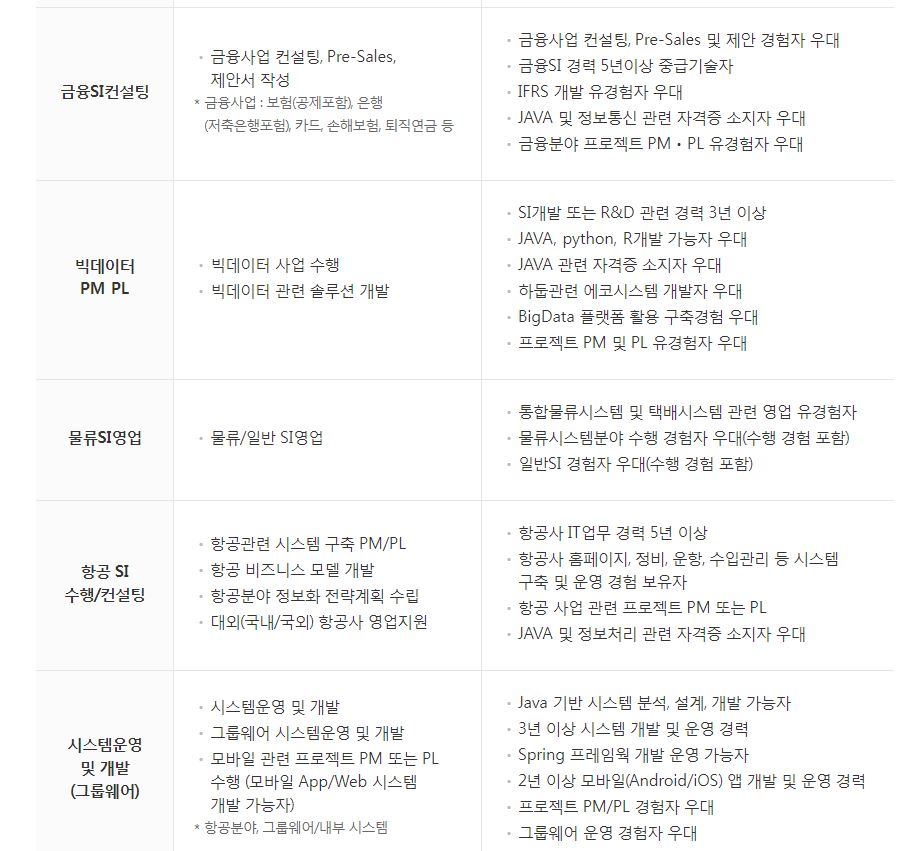 금융SI컨설팅
· 금융사업 컨설팅, Pre-Sales,
제안서 작성
* 금융사업 : 보험(공제포함), 은행
(저축은행포험), 카드, 손해보험, 퇴직연금 등
· 금융사업 컨설팅, Pre-Sales 및 제안 경험자 우대
· 금융SI 경력 5년이상 중급기술자
· IFRS 개발 유경험자 우대
· JAVA 및 정보통신 관련 자격증 소지자 우대
· 금융분야 프로젝트 PM・PL 유경험자 우대
빅데이터
PM PL
· 빅데이터 사업 수행
· 빅데이터 관련 솔루션 개발
· SI개발 또는 R&D 관련 경력 3년 이상
· JAVA, python, R개발 가능자 우대
· JAVA 관련 자격증 소지자 우대
· 하둡관련 에코시스템 개발자 우대
· BigData 플랫폼 활용 구축경험 우대
· 프로젝트 PM 및 PL 유경험자 우대
물류SI영업
· 물류/일반 SI영업
· 통합물류시스템 및 택배시스템 관련 영업 유경험자
· 물류시스템분야 수행 경험자 우대(수행 경험 포함)
· 일반SI 경험자 우대(수행 경험 포함)
항공 SI
수행/컨설팅
· 항공관련 시스템 구축 PM/PL
· 항공 비즈니스 모델 개발
· 항공분야 정보화 전략계획 수립
· 대외(국내/국외) 항공사 영업지원
· 항공사 IT업무 경력 5년 이상
· 항공사 홈페이지, 정비, 운항, 수입관리 등 시스템
구축 및 운영 경험 보유자
· 항공 사업 관련 프로젝트 PM 또는 PL
· JAVA 및 정보처리 관련 자격증 소지자 우대
시스템운영
및 개발
(그룹웨어)
· 시스템운영 및 개발
· 그룹웨어 시스템운영 및 개발
· 모바일 관련 프로젝트 PM 또는 PL
수행 (모바일 App/Web 시스템
개발 가능자)
* 항공분야, 그룹웨어/내부 시스템
· Java 기반 시스템 분석, 설계, 개발 가능자
· 3년 이상 시스템 개발 및 운영 경력
· Spring 프레임웍 개발 운영 가능자
· 2년 이상 모바일(Android/iOS) 앱 개발 및 운영 경력
· 프로젝트 PM/PL 경험자 우대
· 그룹웨어 운영 경험자 우대